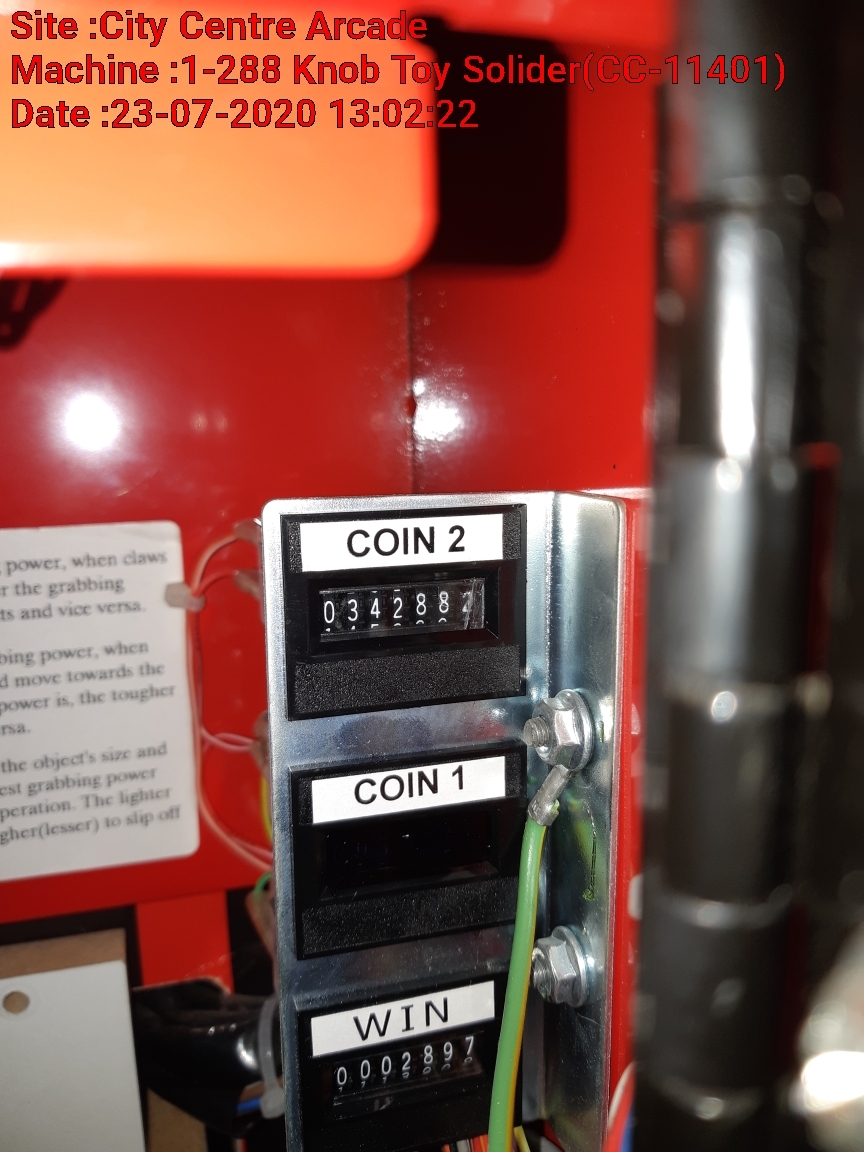 Site :City Centre Arcade
Machine :1-288 Knob Toy Solider(CC-11401)
Date :23-07-2020 13:02:22
power, when claws
r the grabbing
ts and vice versa.
bing power, when
d move towards the
power is, the tougher
rsa.
the object's size and
est grabbing power
peration. The lighter
gher(lesser) to slip off
COIN 2
034288
COIN 1
WIN
0002897